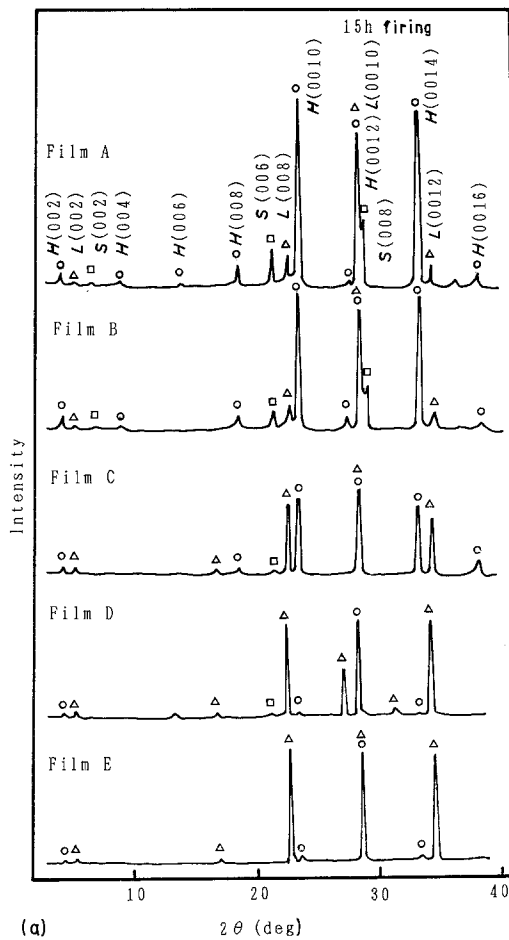 15h firing
Film A
H(002)
L(002)
S(002)
H(004)
H(006)
H(008)
S(006)
L(008)
H(0010)
H(0012) L(0010)
S(008)
H(0014)
L(0012)
H(0016)
Film B
Film C
Film D
Film E
Intensity
10
20
30
40
(a)
2θ (deg)